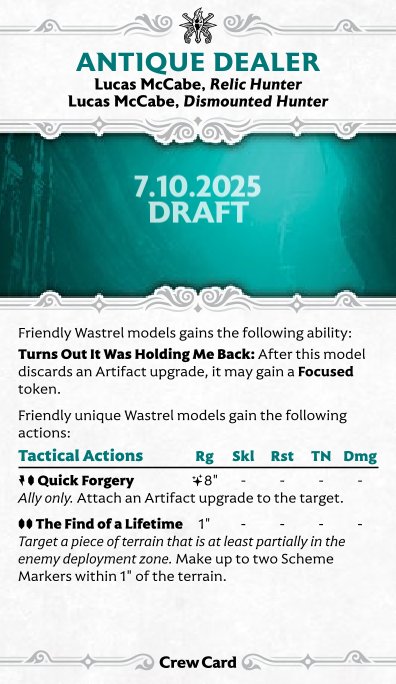 ANTIQUE DEALER
Lucas McCabe, Relic Hunter
Lucas McCabe, Dismounted Hunter
7.10.2025
DRAFT
Friendly Wastrel models gains the following ability:
Turns Out It Was Holding Me Back: After this model
discards an Artifact upgrade, it may gain a Focused
token.
Friendly unique Wastrel models gain the following
actions:
Tactical Actions Rg Skl Rst TN Dmg
Quick Forgery 8" - - - -
Ally only. Attach an Artifact upgrade to the target.
The Find of a Lifetime 1" - - - -
Target a piece of terrain that is at least partially in the
enemy deployment zone. Make up to two Scheme
Markers within 1" of the terrain.
Crew Card